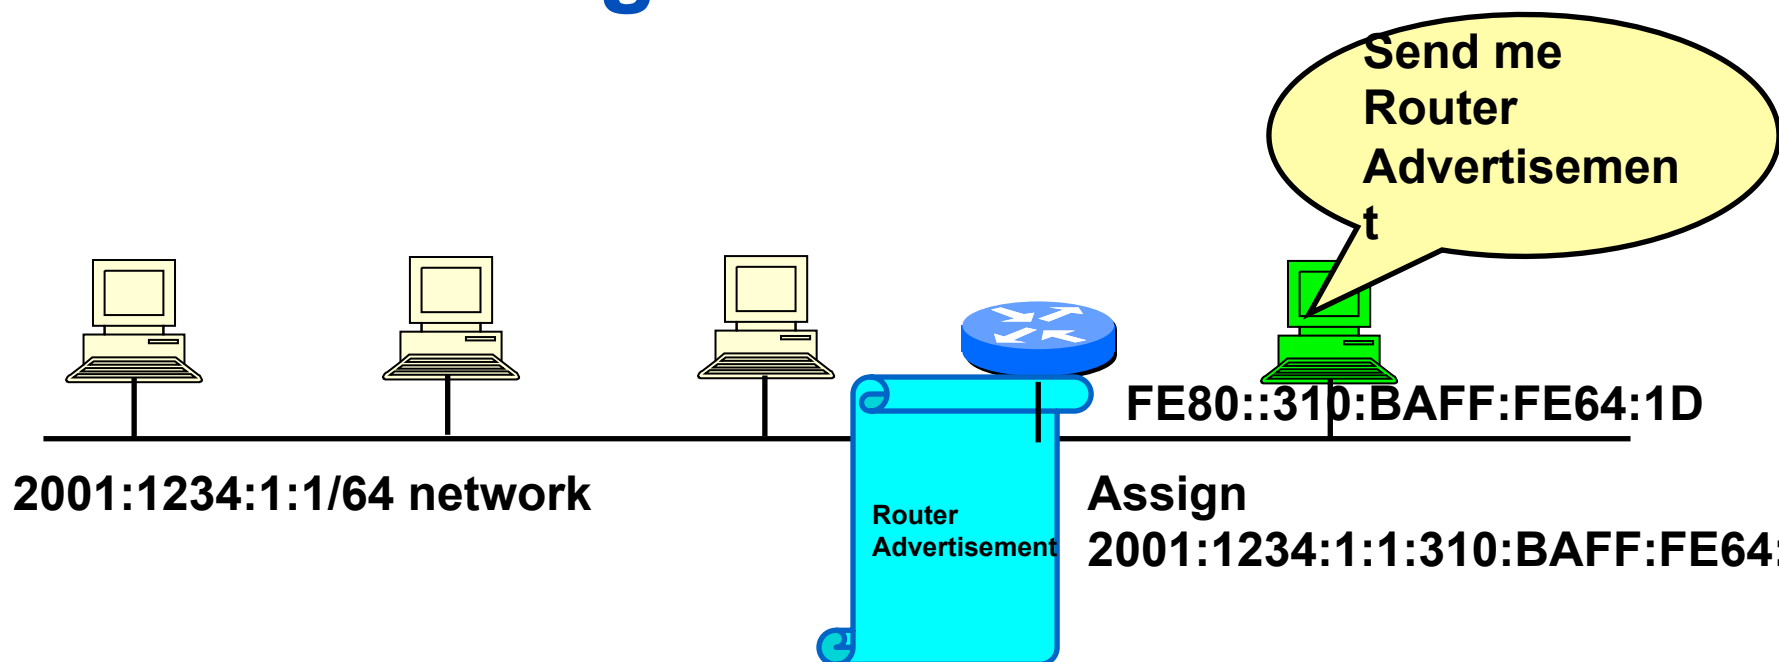 Send me
Router
Advertisemen
t
FE80::310:BAFF:FE64:1D
2001:1234:1:1/64 network
Router
Advertisement
Assign
2001:1234:1:1:310:BAFF:FE64: